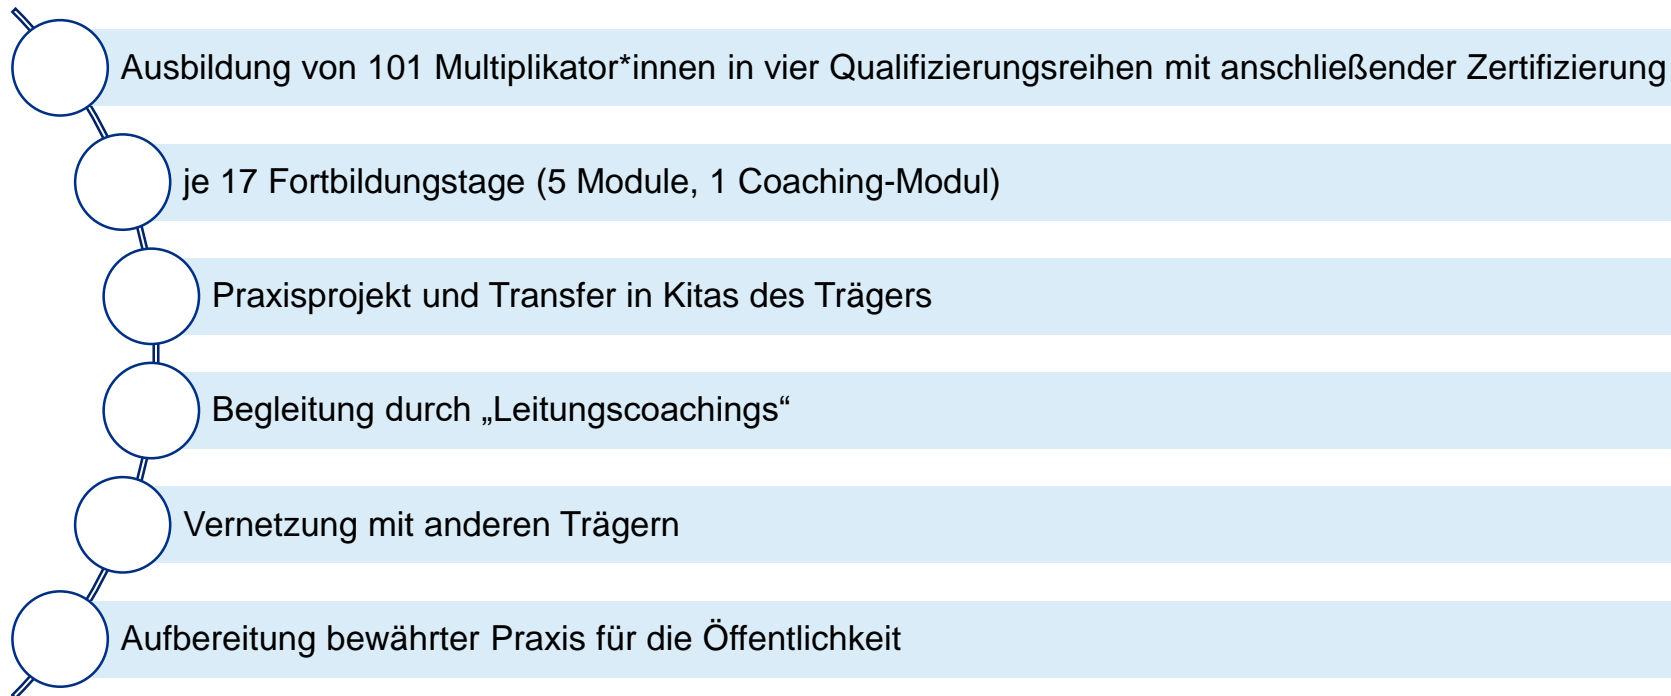 Ausbildung von 101 Multiplikator*innen in vier Qualifizierungsreihen mit anschließender Zertifizierung
je 17 Fortbildungstage (5 Module, 1 Coaching-Modul)
Praxisprojekt und Transfer in Kitas des Trägers
Begleitung durch „Leitungscoachings“
Vernetzung mit anderen Trägern
Aufbereitung bewährter Praxis für die Öffentlichkeit